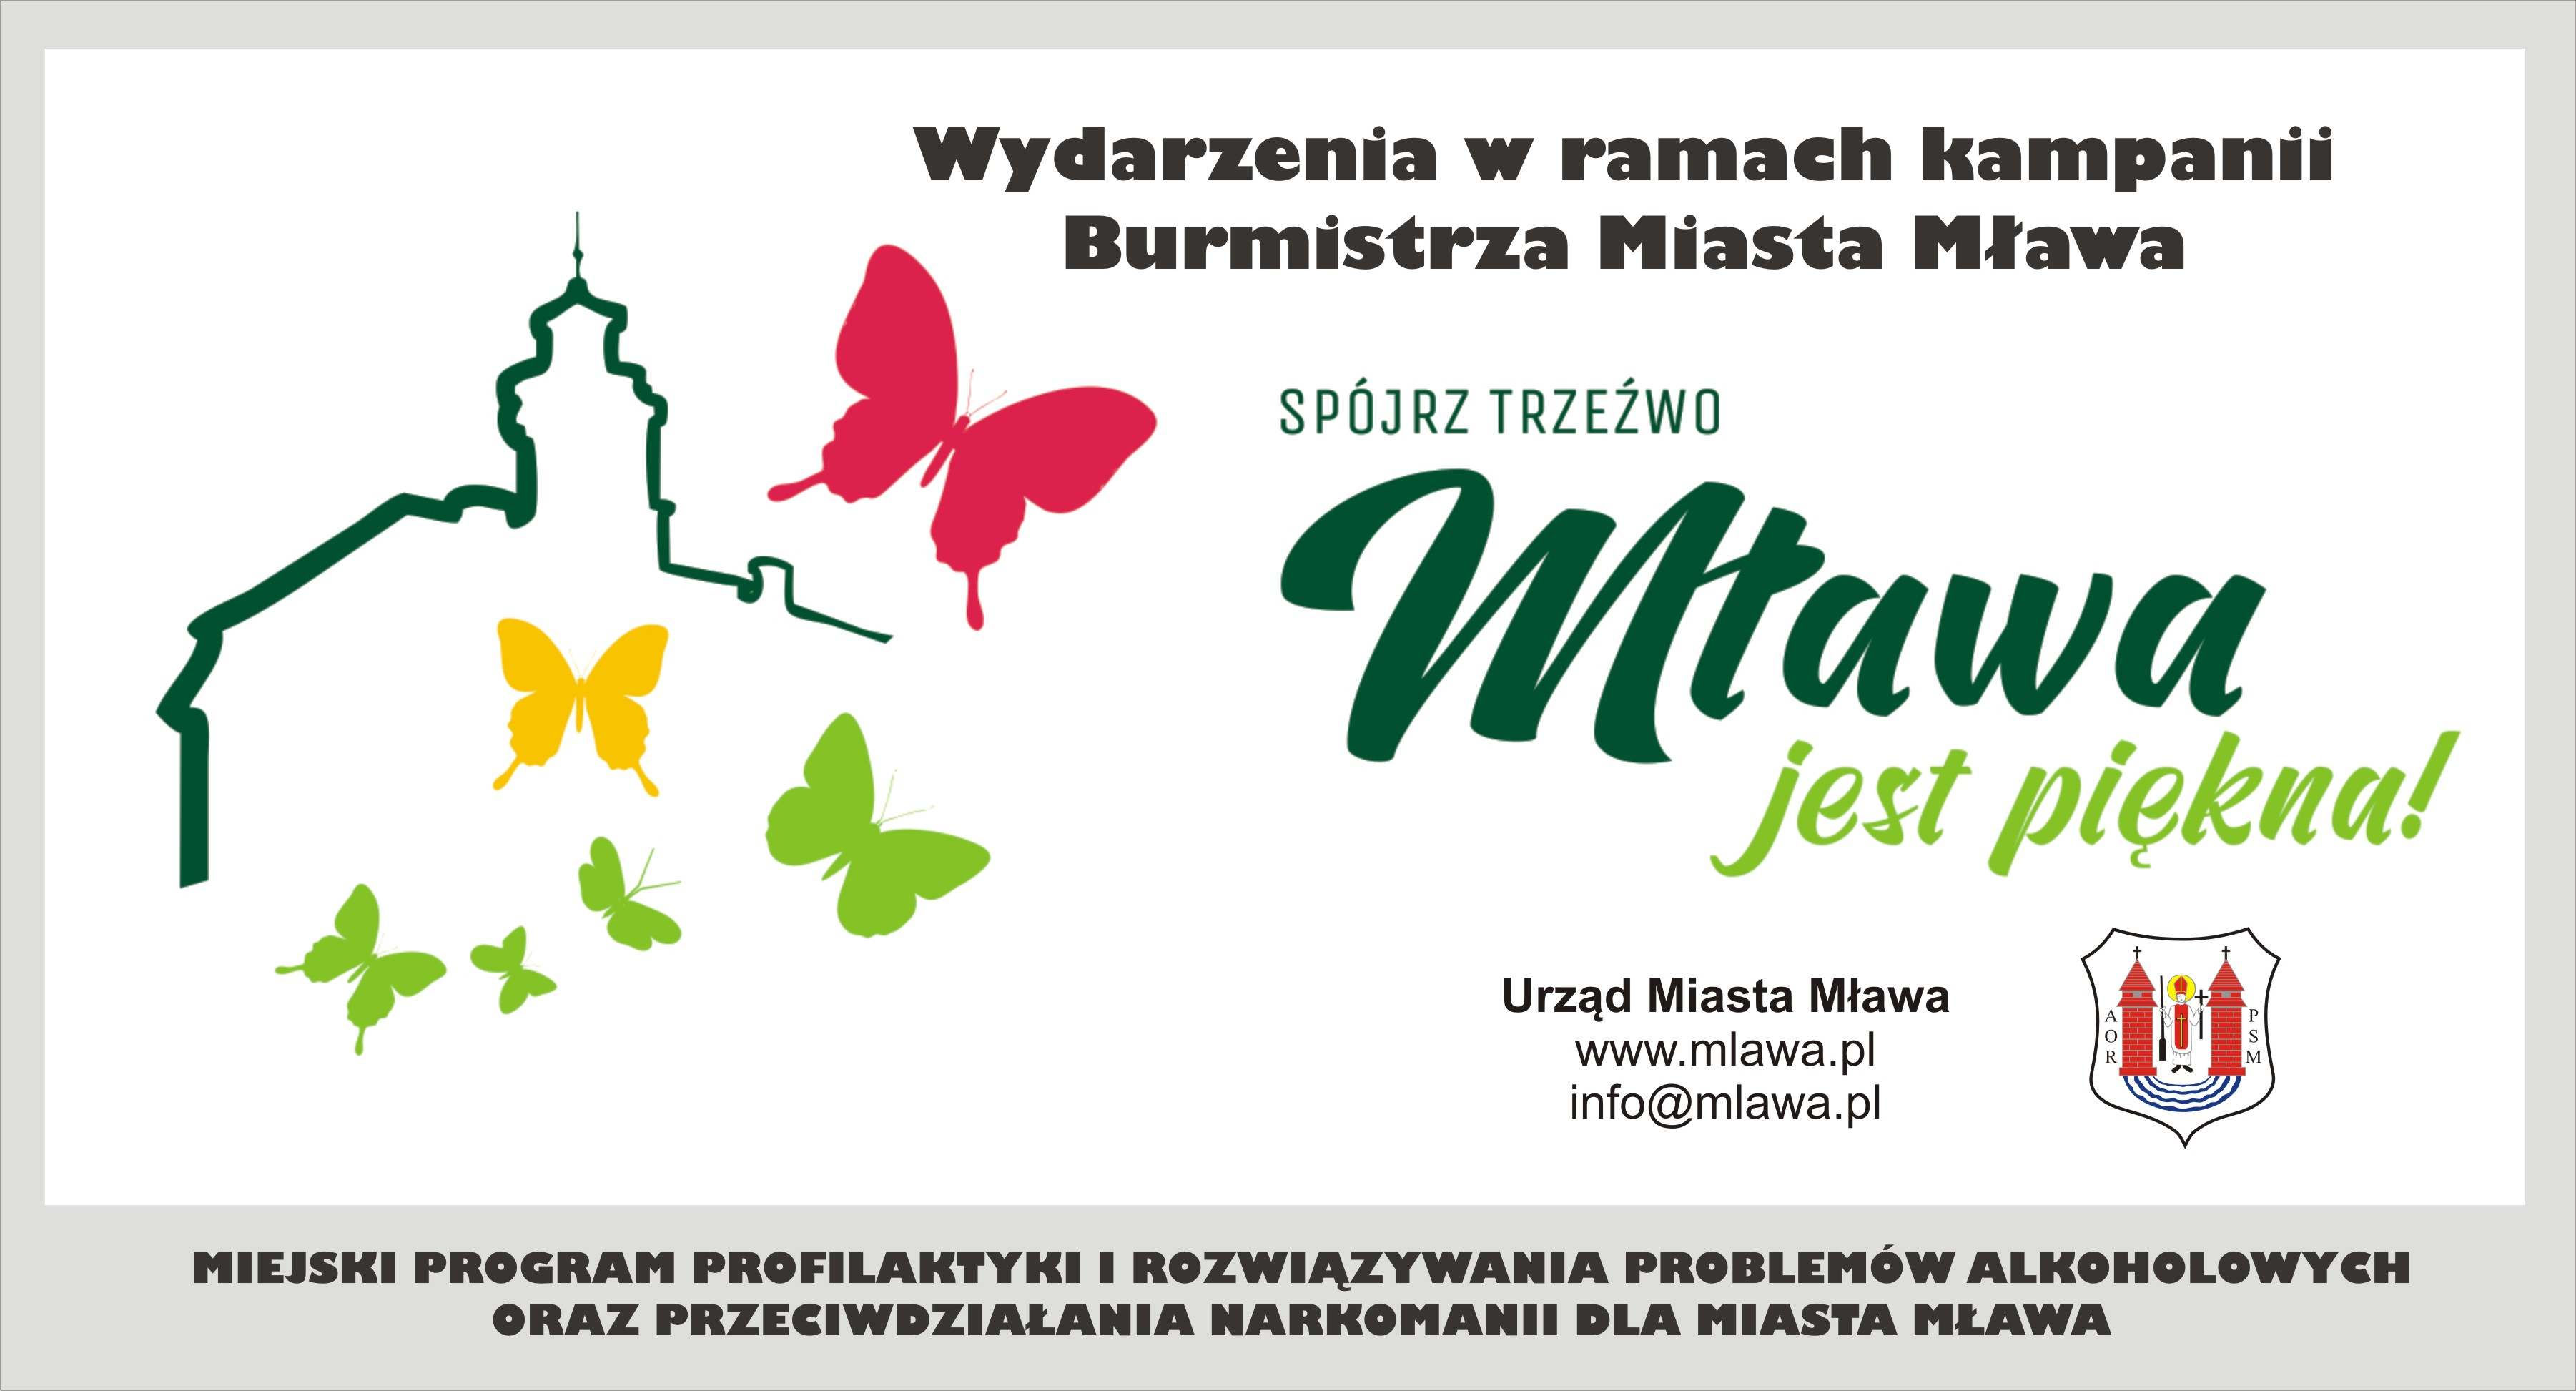 Wydarzenia w ramach kampanii
Burmistrza Miasta Mława
SPÓJRZ TRZEŹWO
Mława
jest piękna!
Urząd Miasta Mława
www.mlawa.pl
info@mlawa.pl
A
O
R
P
S
M
MIEJSKI PROGRAM PROFILAKTYKI I ROZWIĄZYWANIA PROBLEMÓW ALKOHOLOWYCH
ORAZ PRZECIWDZIAŁANIA NARKOMANII DLA MIASTA MŁAWA